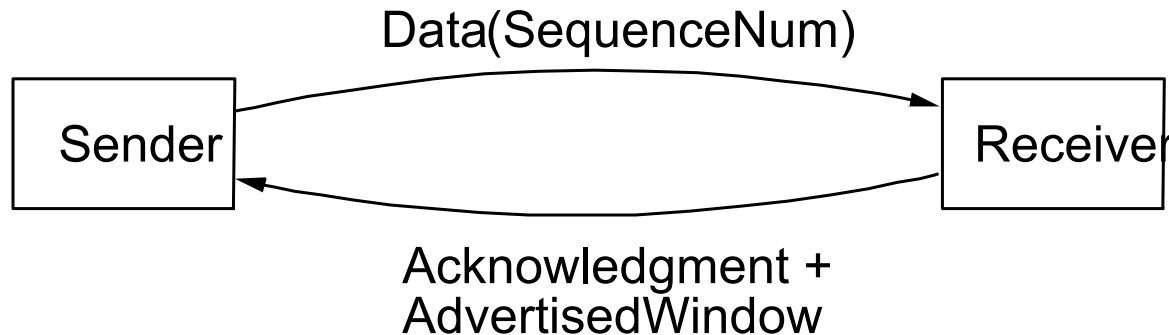 Data(SequenceNum)
Sender
Receiver
Acknowledgment +
AdvertisedWindow